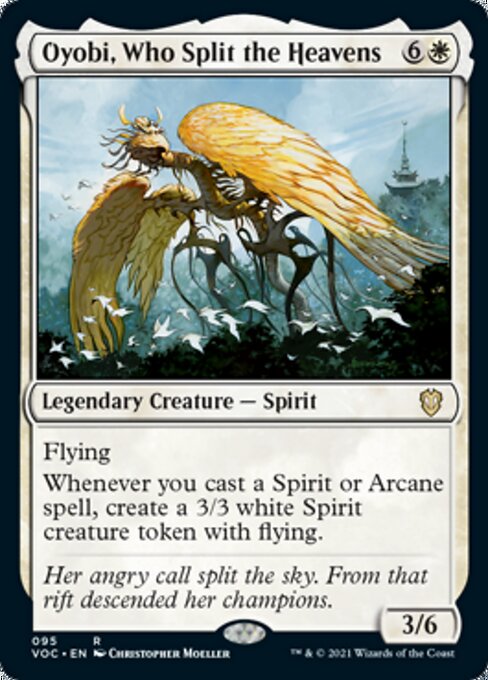 Oyobi, Who Split the Heavens 6
Legendary Creature — Spirit
Flying
Whenever you cast a Spirit or Arcane
spell, create a 3/3 white Spirit
creature token with flying.
Her angry call split the sky. From that
rift descended her champions.
3/6
095 R
VOC • EN Christopher Moeller ™ & © 2021 Wizards of the Coast